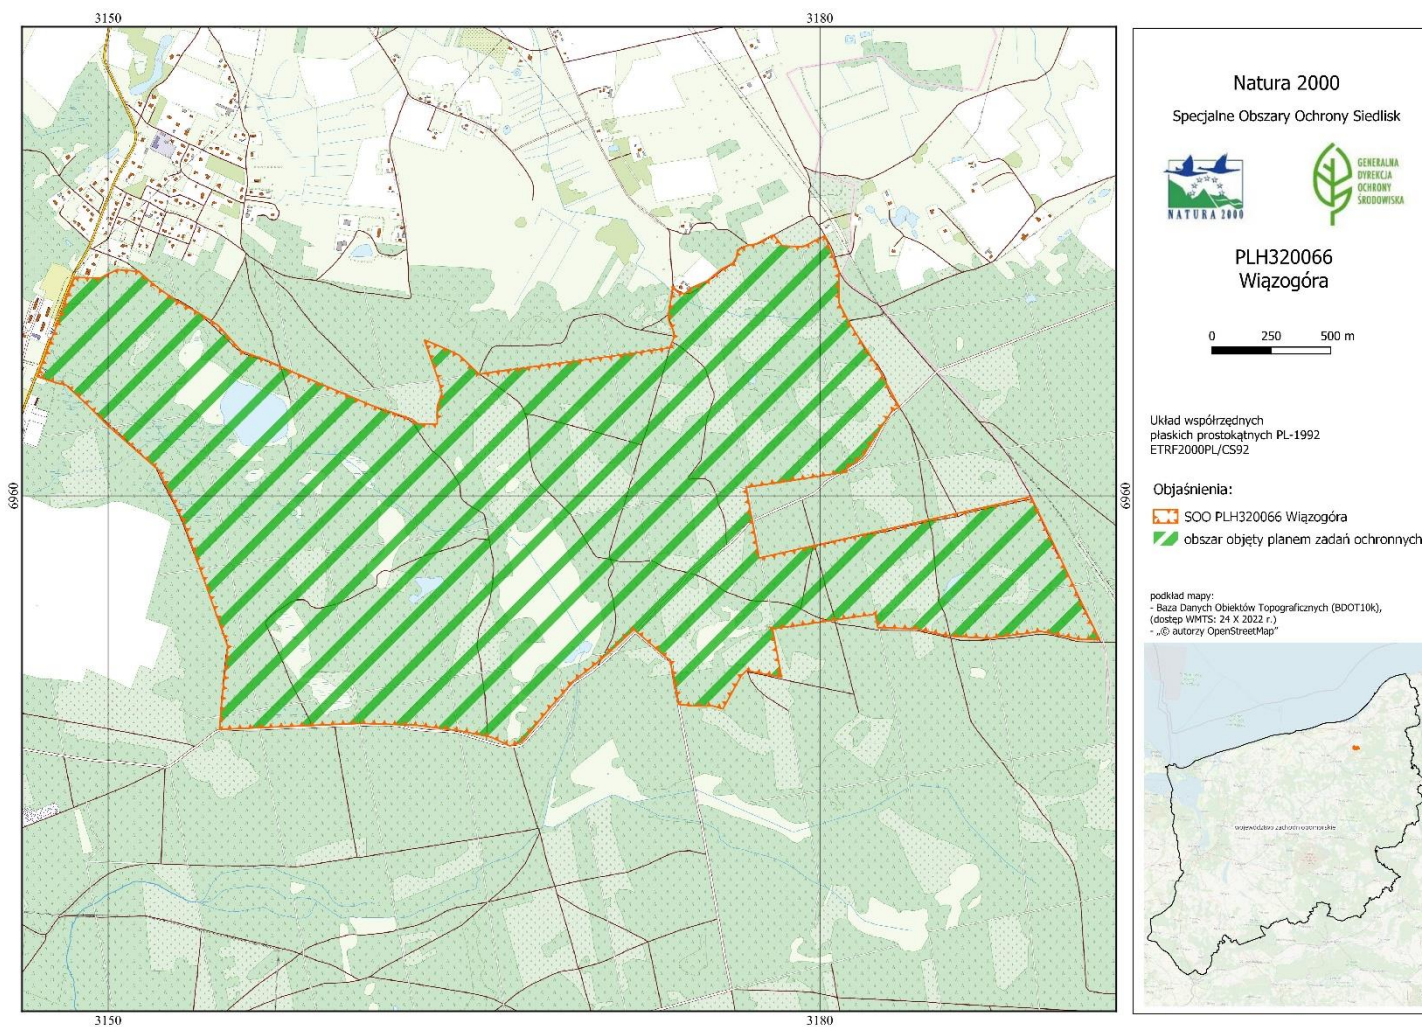 3150
3180
6960
6960
3150
3180
Natura 2000
Specjalne Obszary Ochrony Siedlisk
NATURA 2000
GENERALNA
DYREKCJA
OCHRONY
ŚRODOWISKA
PLH320066
Wiązogóra
0 250 500 m
Układ współrzędnych
płaskich prostokątnych PL-1992
ETRF2000PL/CS92
Objaśnienia:
SOO PLH320066 Wiązogóra
obszar objęty planem zadań ochronnych
podkład mapy:
- Baza Danych Obiektów Topograficznych (BDOT10k),
(dostęp WMTS: 24 X 2022 r.)
- „© autorzy OpenStreetMap"
województwo zachodniopomorskie